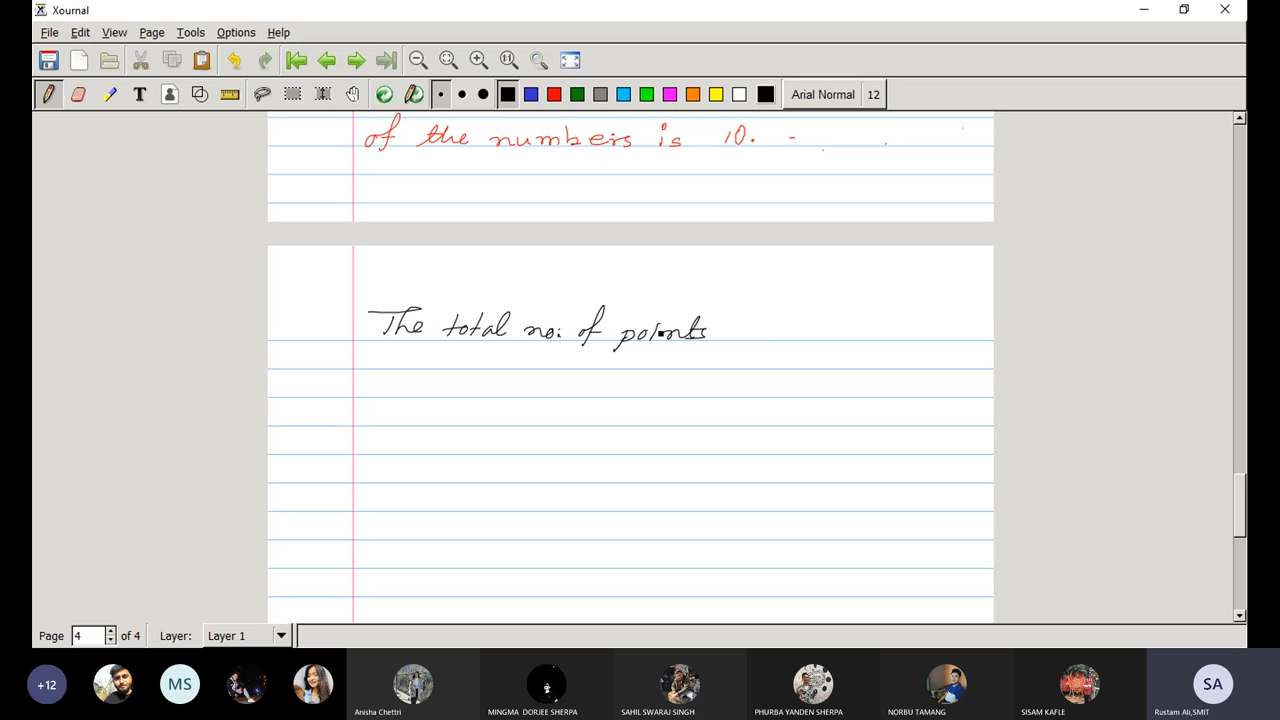 Xournal
File Edit View Page Tools Options Help
Arial Normal 12
of the numbers is 10.
The total no. of points
Page 4 of 4 Layer: Layer 1
+12 MS SA
Anisha Chettri MINGMA DORJEE SHERPA SAHIL SWARAJ SINGH PHURBA YANDEN SHERPA NORBU TAMANG SISAM KAFLE Rustam Ali,SMIT